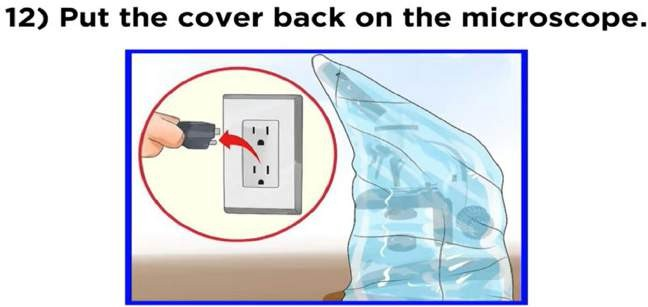 12) Put the cover back on the microscope.